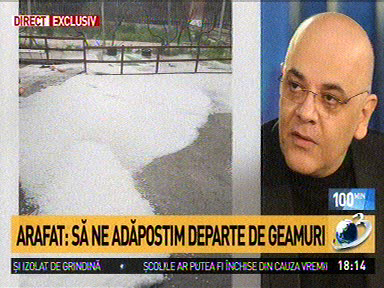 DIRECT EXCLUSIV
100 MIN
ARAFAT: SĂ NE ADĂPOSTIM DEPARTE DE GEAMURI
3
ȘI IZOLAT DE GRINDINĂ ȘCOLILE AR PUTEA FI ÎNCHISE DIN CAUZA VREMII
18:14